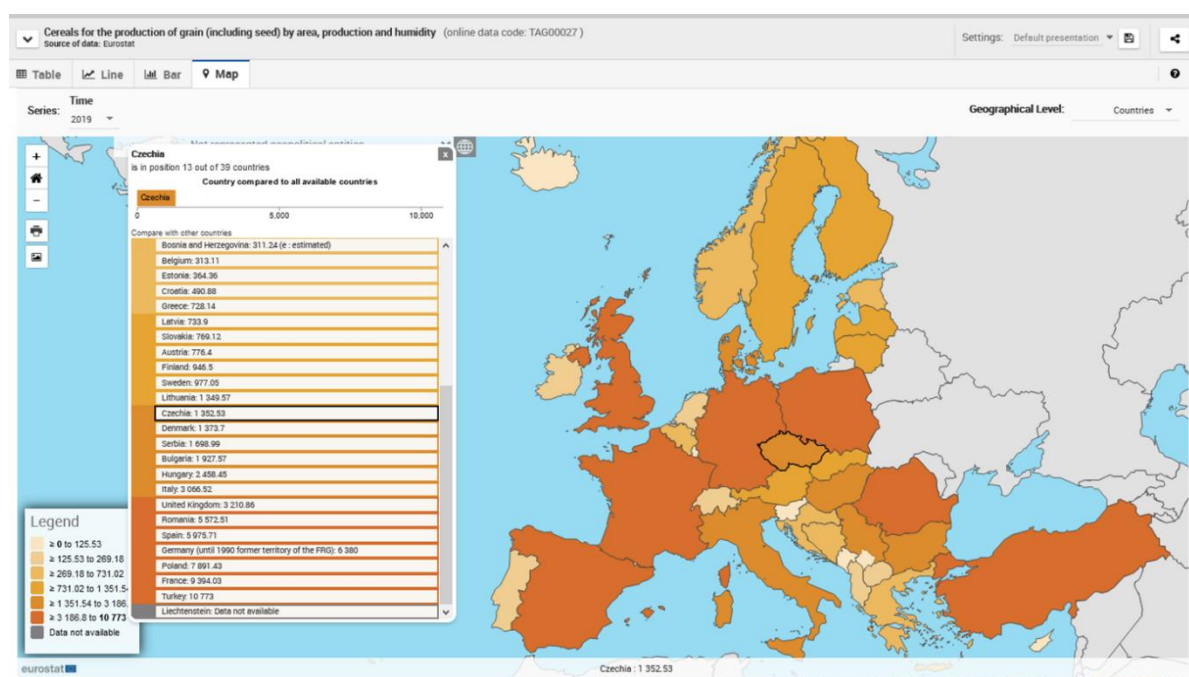 Cereals for the production of grain (including seed) by area, production and humidity (online data code: TAG00027 )
Source of data: Eurostat
Settings: Default presentation
Table Line Bar Map
Series: Time
2019
Geographical Level: Countries
Not represented geopolitical entities
Czechia
is in position 13 out of 39 countries
Country compared to all available countries
Czechia
0 5,000 10,000
Compare with other countries
Bosnia and Herzegovina: 311.24 (e : estimated)
Belgium: 313.11
Estonia: 364.36
Croatia: 490.88
Greece: 728.14
Latvia: 733.9
Slovakia: 769.12
Austria: 776.4
Finland: 946.5
Sweden: 977.05
Lithuania: 1 349.57
Czechia: 1 352.53
Denmark: 1 373.7
Serbia: 1 698.99
Bulgaria: 1 927.57
Hungary: 2 458.45
Italy: 3 066.52
United Kingdom: 3 210.86
Romania: 5 572.51
Spain: 5 975.71
Germany (until 1990 former territory of the FRG): 6 380
Poland: 7 891.43
France: 9 394.03
Turkey: 10 773
Liechtenstein: Data not available
Legend
≥ 0 to 125.53
≥ 125.53 to 269.18
≥ 269.18 to 731.02
≥ 731.02 to 1 351.5
≥ 1 351.54 to 3 186.
≥ 3 186.8 to 10 773
Data not available
eurostat
Czechia : 1 352.53